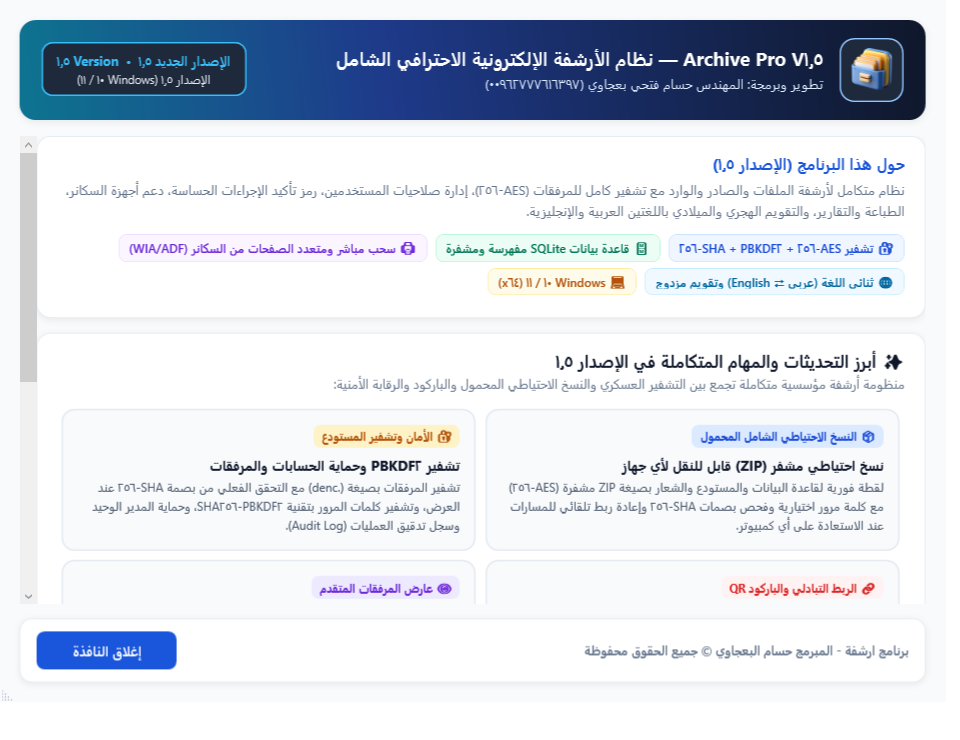 Archive Pro V١,٥ — نظام الأرشفة الإلكترونية الاحترافي الشامل
تطوير وبرمجة: المهندس حسام فتحي بعجاوي (٠٠٩٦٢٧٧٧٦١٦٣٩٧)
الإصدار الجديد ١,٥ • Version ١,٥
الإصدار ١,٥ (Windows ١٠ / ١١)
حول هذا البرنامج (الإصدار ١,٥)
نظام متكامل لأرشفة الملفات والصادر والوارد مع تشفير كامل للمرفقات (AES-٢٥٦)، إدارة صلاحيات المستخدمين، رمز تأكيد الإجراءات الحساسة، دعم أجهزة السكانر،
الطباعة والتقارير، والتقويم الهجري والميلادي باللغتين العربية والإنجليزية.
تشفير AES-٢٥٦ + PBKDF٢ + SHA-٢٥٦
قاعدة بيانات SQLite مفهرسة ومشفرة
سحب مباشر ومتعدد الصفحات من السكانر (WIA/ADF)
ثنائي اللغة (عربي ⇄ English) وتقويم مزدوج
Windows ١٠ / ١١ (x٦٤)
أبرز التحديثات والمهام المتكاملة في الإصدار ١,٥
منظومة أرشفة مؤسسية متكاملة تجمع بين التشفير العسكري والنسخ الاحتياطي المحمول والباركود والرقابة الأمنية:
النسخ الاحتياطي الشامل المحمول
نسخ احتياطي مشفر (ZIP) قابل للنقل لأي جهاز
لقطة فورية لقاعدة البيانات والمستودع والشعار بصيغة ZIP مشفرة (AES-٢٥٦)
مع كلمة مرور اختيارية وفحص بصمات SHA-٢٥٦ وإعادة ربط تلقائي للمسارات
عند الاستعادة على أي كمبيوتر.
الأمان وتشفير المستودع
تشفير PBKDF٢ وحماية الحسابات والمرفقات
تشفير المرفقات بصيغة (.denc) مع التحقق الفعلي من بصمة SHA-٢٥٦ عند
العرض، وتشفير كلمات المرور بتقنية PBKDF٢-SHA٢٥٦، وحماية المدير الوحيد
وسجل تدقيق العمليات (Audit Log).
الربط التبادلي والباركود QR
عارض المرفقات المتقدم
برنامج ارشفة - المبرمج حسام البعجاوي © جميع الحقوق محفوظة
إغلاق النافذة